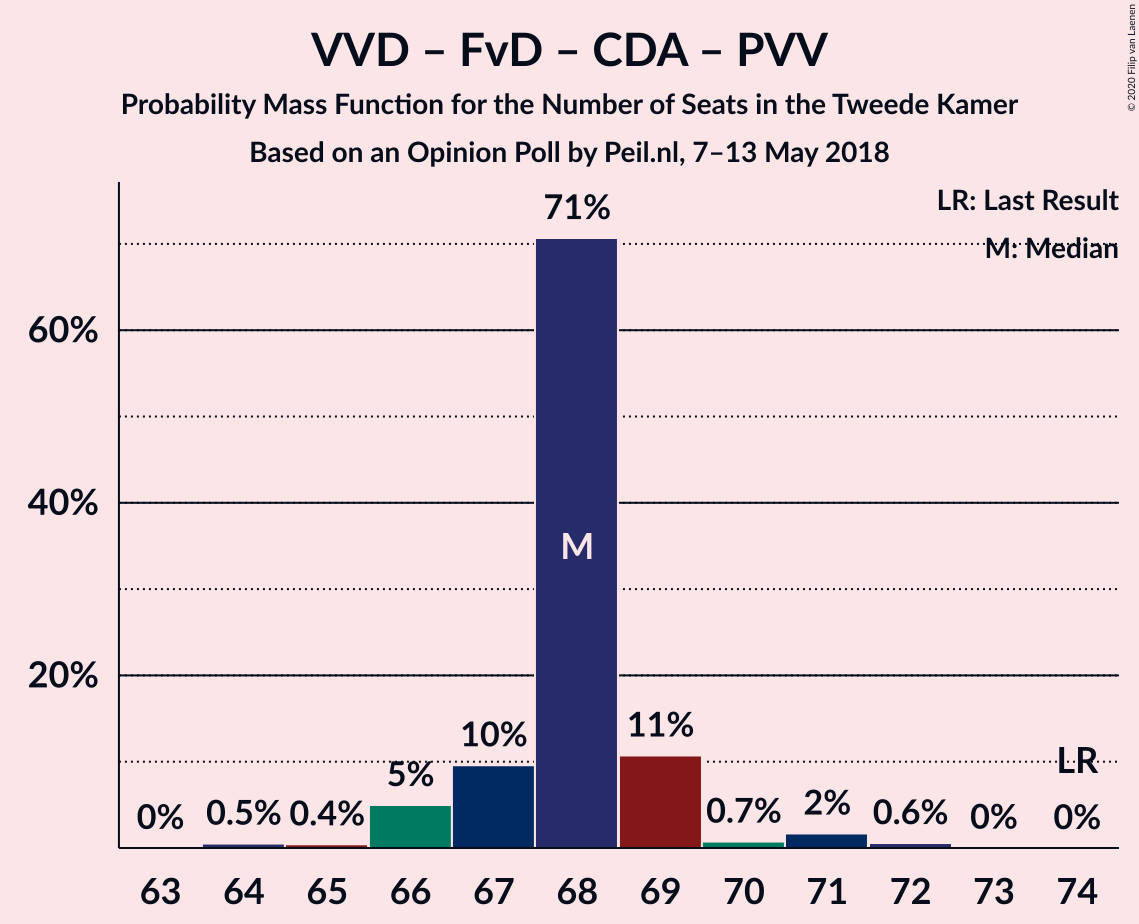 VVD – FvD – CDA – PVV
Probability Mass Function for the Number of Seats in the Tweede Kamer
Based on an Opinion Poll by Peil.nl, 7–13 May 2018
© 2020 Filip van Laenen
LR: Last Result
M: Median
71%
60%
40%
20%
M
0%
0.5%
0.4%
5%
10%
11%
0.7%
2%
0.6%
0%
LR
0%
63 64 65 66 67 68 69 70 71 72 73 74